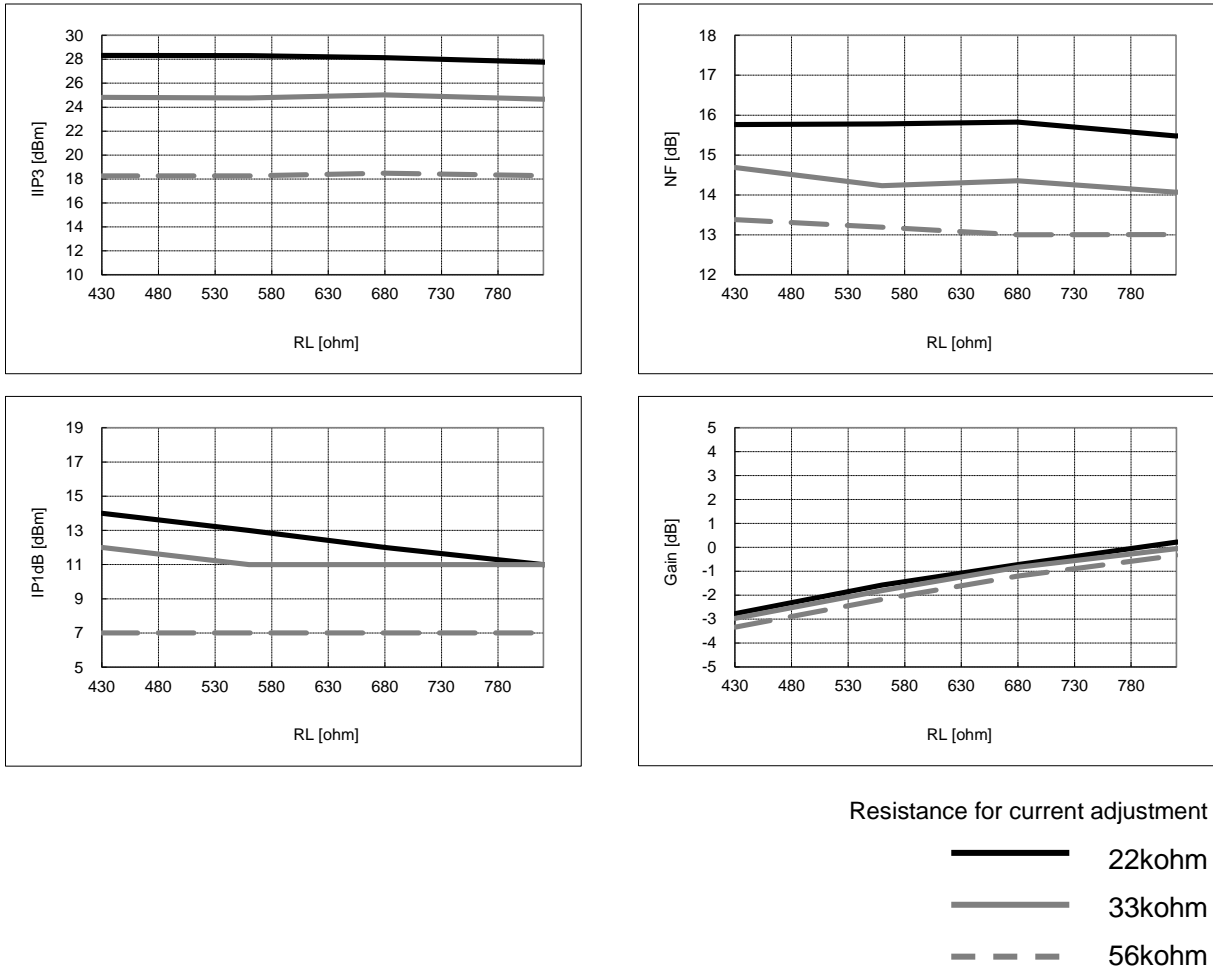 30
28
26
24
22
20
18
16
14
12
10
IIP3 [dBm]
430 480 530 580 630 680 730 780
RL [ohm]
18
17
16
15
14
13
12
NF [dB]
430 480 530 580 630 680 730 780
RL [ohm]
19
17
15
13
11
9
7
5
IP1dB [dBm]
430 480 530 580 630 680 730 780
RL [ohm]
5
4
3
2
1
0
-1
-2
-3
-4
-5
Gain [dB]
430 480 530 580 630 680 730 780
RL [ohm]
Resistance for current adjustment
22kohm
33kohm
56kohm